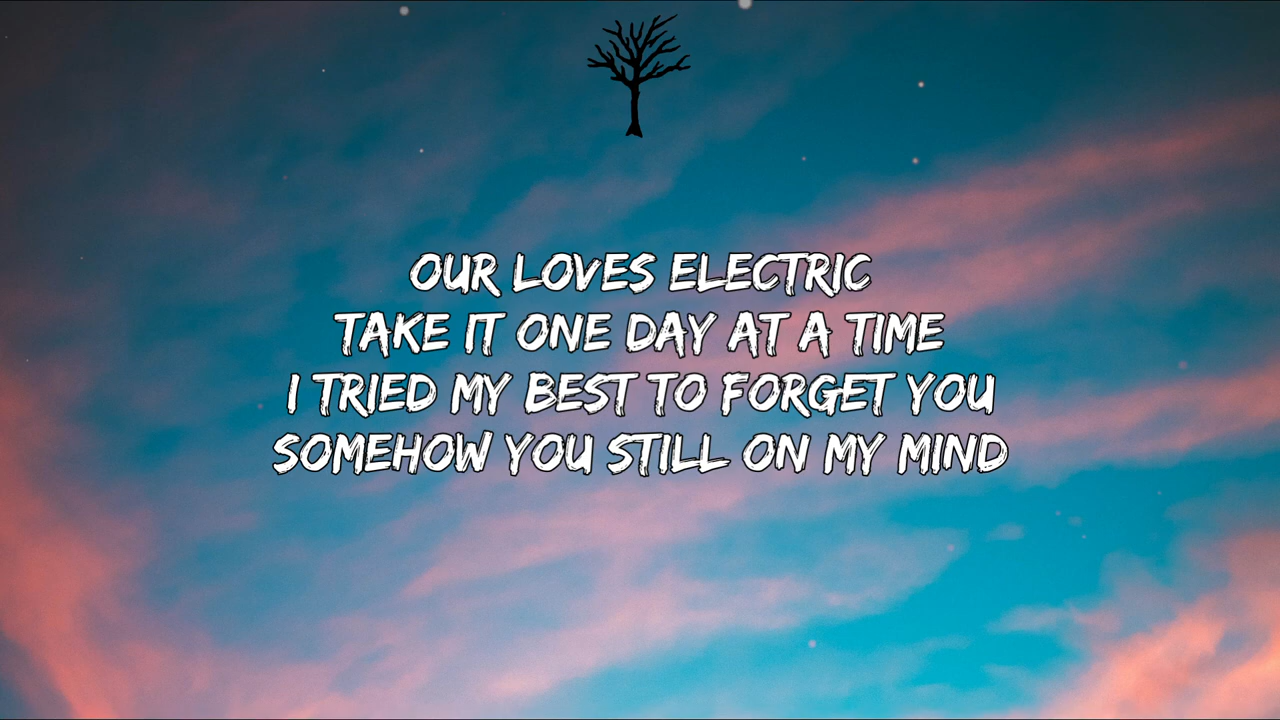 OUR LOVES ELECTRIC
TAKE IT ONE DAY AT A TIME
I TRIED MY BEST TO FORGET YOU
SOMEHOW YOU STILL ON MY MIND